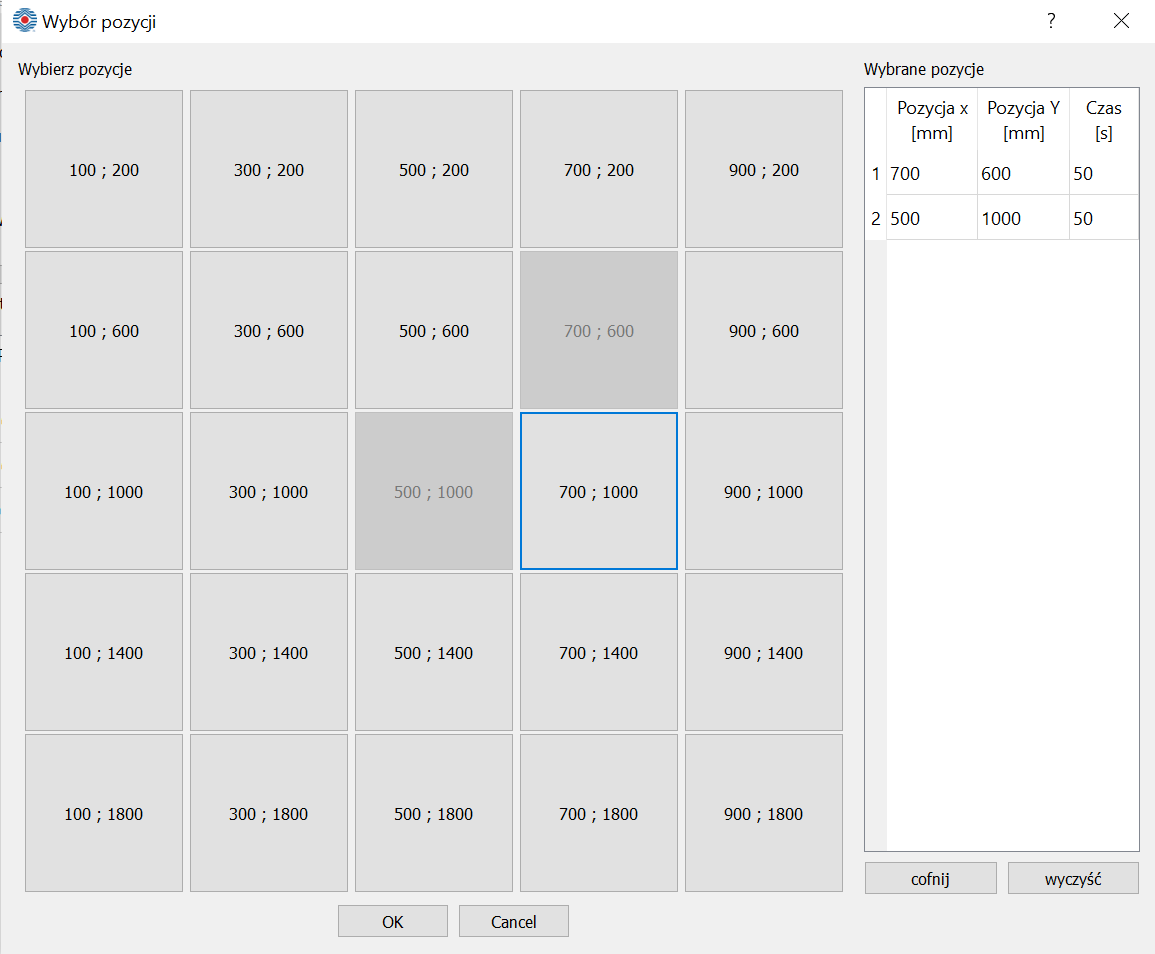 Wybór pozycji
?
Wybierz pozycje
100 ; 200 300 ; 200 500 ; 200 700 ; 200 900 ; 200
100 ; 600 300 ; 600 500 ; 600 700 ; 600 900 ; 600
100 ; 1000 300 ; 1000 500 ; 1000 700 ; 1000 900 ; 1000
100 ; 1400 300 ; 1400 500 ; 1400 700 ; 1400 900 ; 1400
100 ; 1800 300 ; 1800 500 ; 1800 700 ; 1800 900 ; 1800
OK Cancel
Wybrane pozycje
Pozycja x Pozycja Y Czas
[mm] [mm] [s]
1 700 600 50
2 500 1000 50
cofnij wyczyść